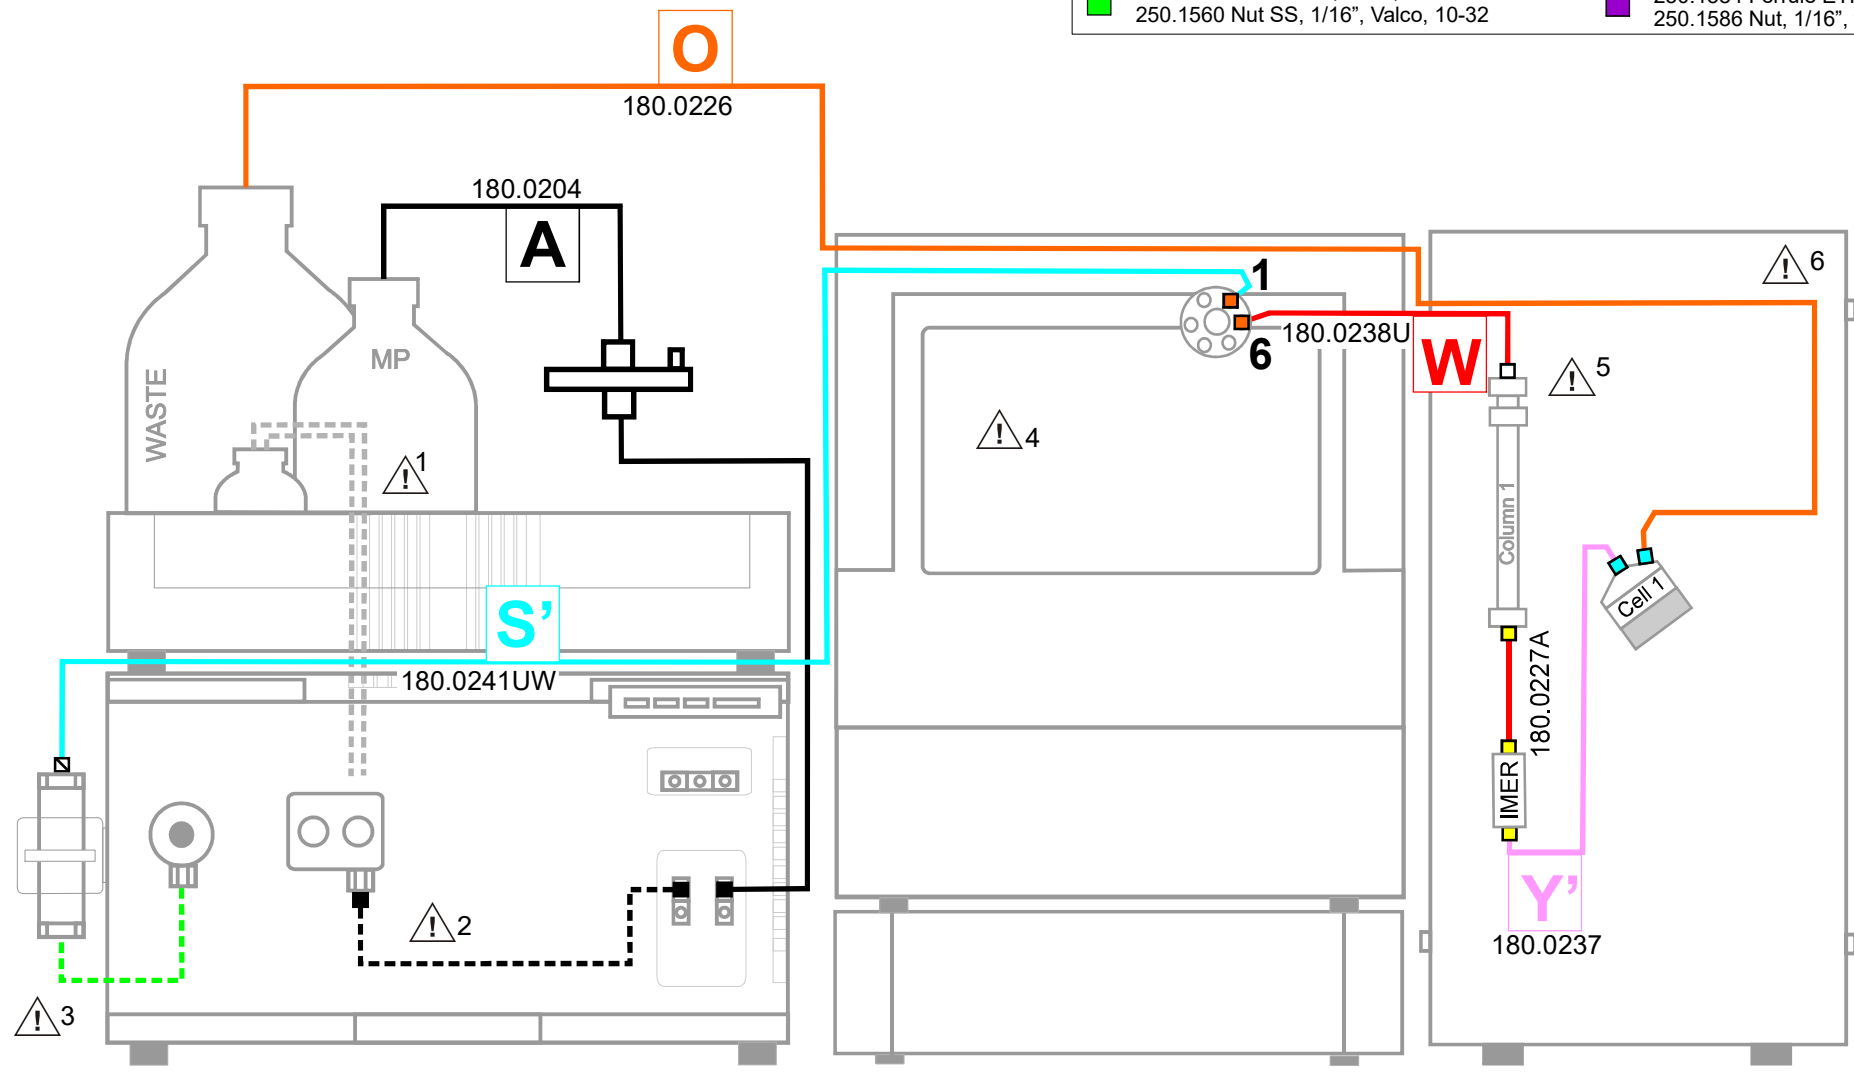 250.1560 Nut SS, 1/16”, Valco, 10-32
250.1586 Nut, 1/16”,
O
180.0226
180.0204
A
WASTE
MP
1
1
6
180.0238U
W
6
5
4
Column 1
Cell 1
S’
180.0241UW
180.0227A
IMER
Y’
180.0237
2
3